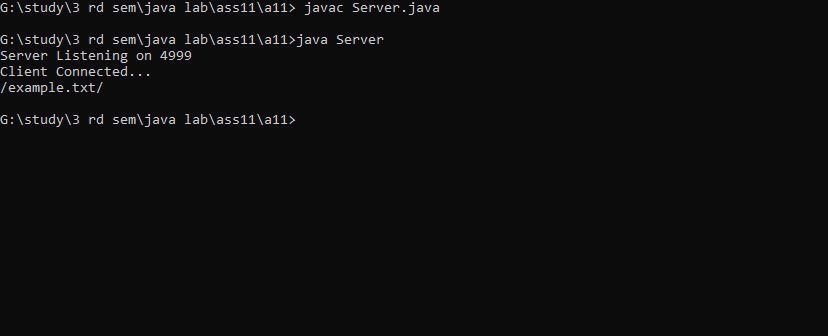 G:\study\3 rd sem\java lab\ass11\a11> javac Server.java
G:\study\3 rd sem\java lab\ass11\a11>java Server
Server Listening on 4999
Client Connected...
/example.txt/
G:\study\3 rd sem\java lab\ass11\a11>